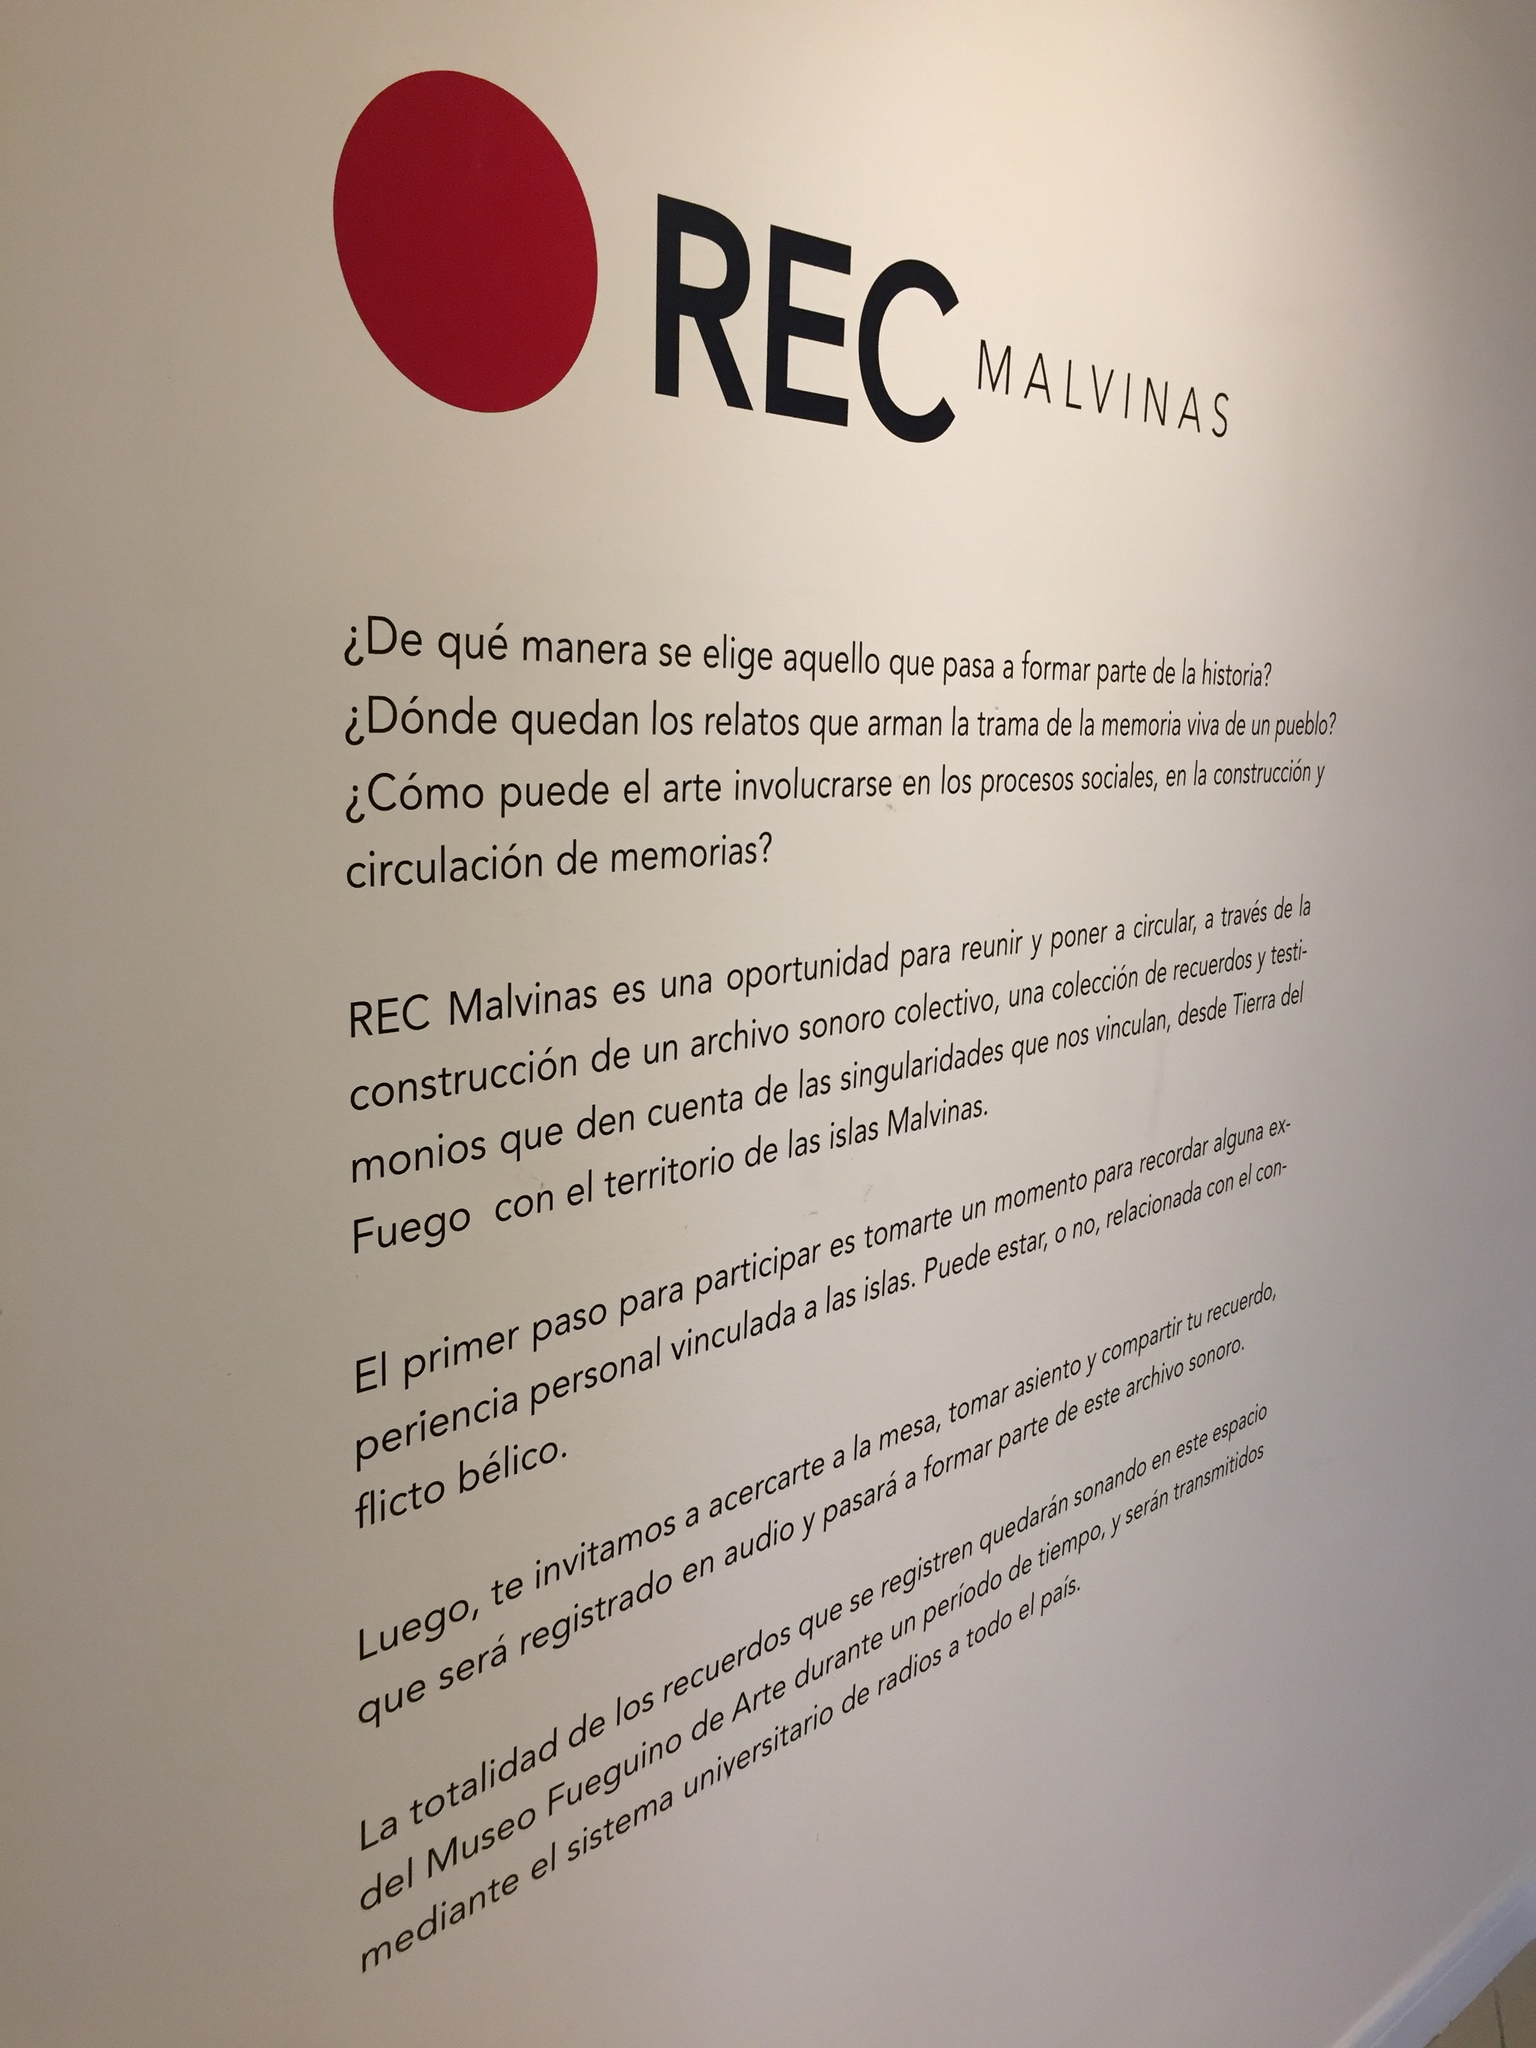 REC MALVINAS
¿De qué manera se elige aquello que pasa a formar parte de la historia?
¿Dónde quedan los relatos que arman la trama de la memoria viva de un pueblo?
¿Cómo puede el arte involucrarse en los procesos sociales, en la construcción y
circulación de memorias?
REC Malvinas es una oportunidad para reunir y poner a circular, a través de la
construcción de un archivo sonoro colectivo, una colección de recuerdos y testi-
monios que den cuenta de las singularidades que nos vinculan, desde Tierra del
Fuego con el territorio de las islas Malvinas.
El primer paso para participar es tomarte un momento para recordar alguna ex-
periencia personal vinculada a las islas. Puede estar, o no, relacionada con el con-
flicto bélico.
Luego, te invitamos a acercarte a la mesa, tomar asiento y compartir tu recuerdo,
que será registrado en audio y pasará a formar parte de este archivo sonoro.
La totalidad de los recuerdos que se registren quedarán sonando en este espacio
del Museo Fueguino de Arte durante un período de tiempo, y serán transmitidos
mediante el sistema universitario de radios a todo el país.